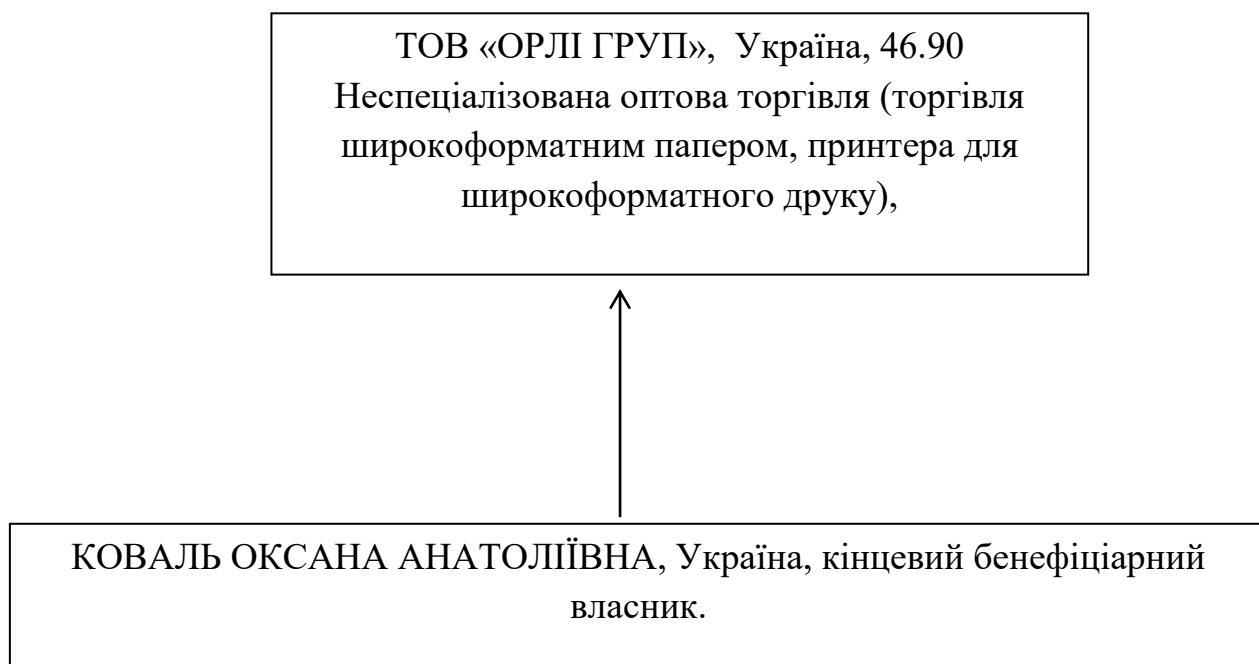 ТОВ «ОРЛІ ГРУП», Україна, 46.90
Неспеціалізована оптова торгівля (торгівля
широкоформатним папером, принтера для
широкоформатного друку),
КОВАЛЬ ОКСАНА АНАТОЛІЇВНА, Україна, кінцевий бенефіціарний
власник.